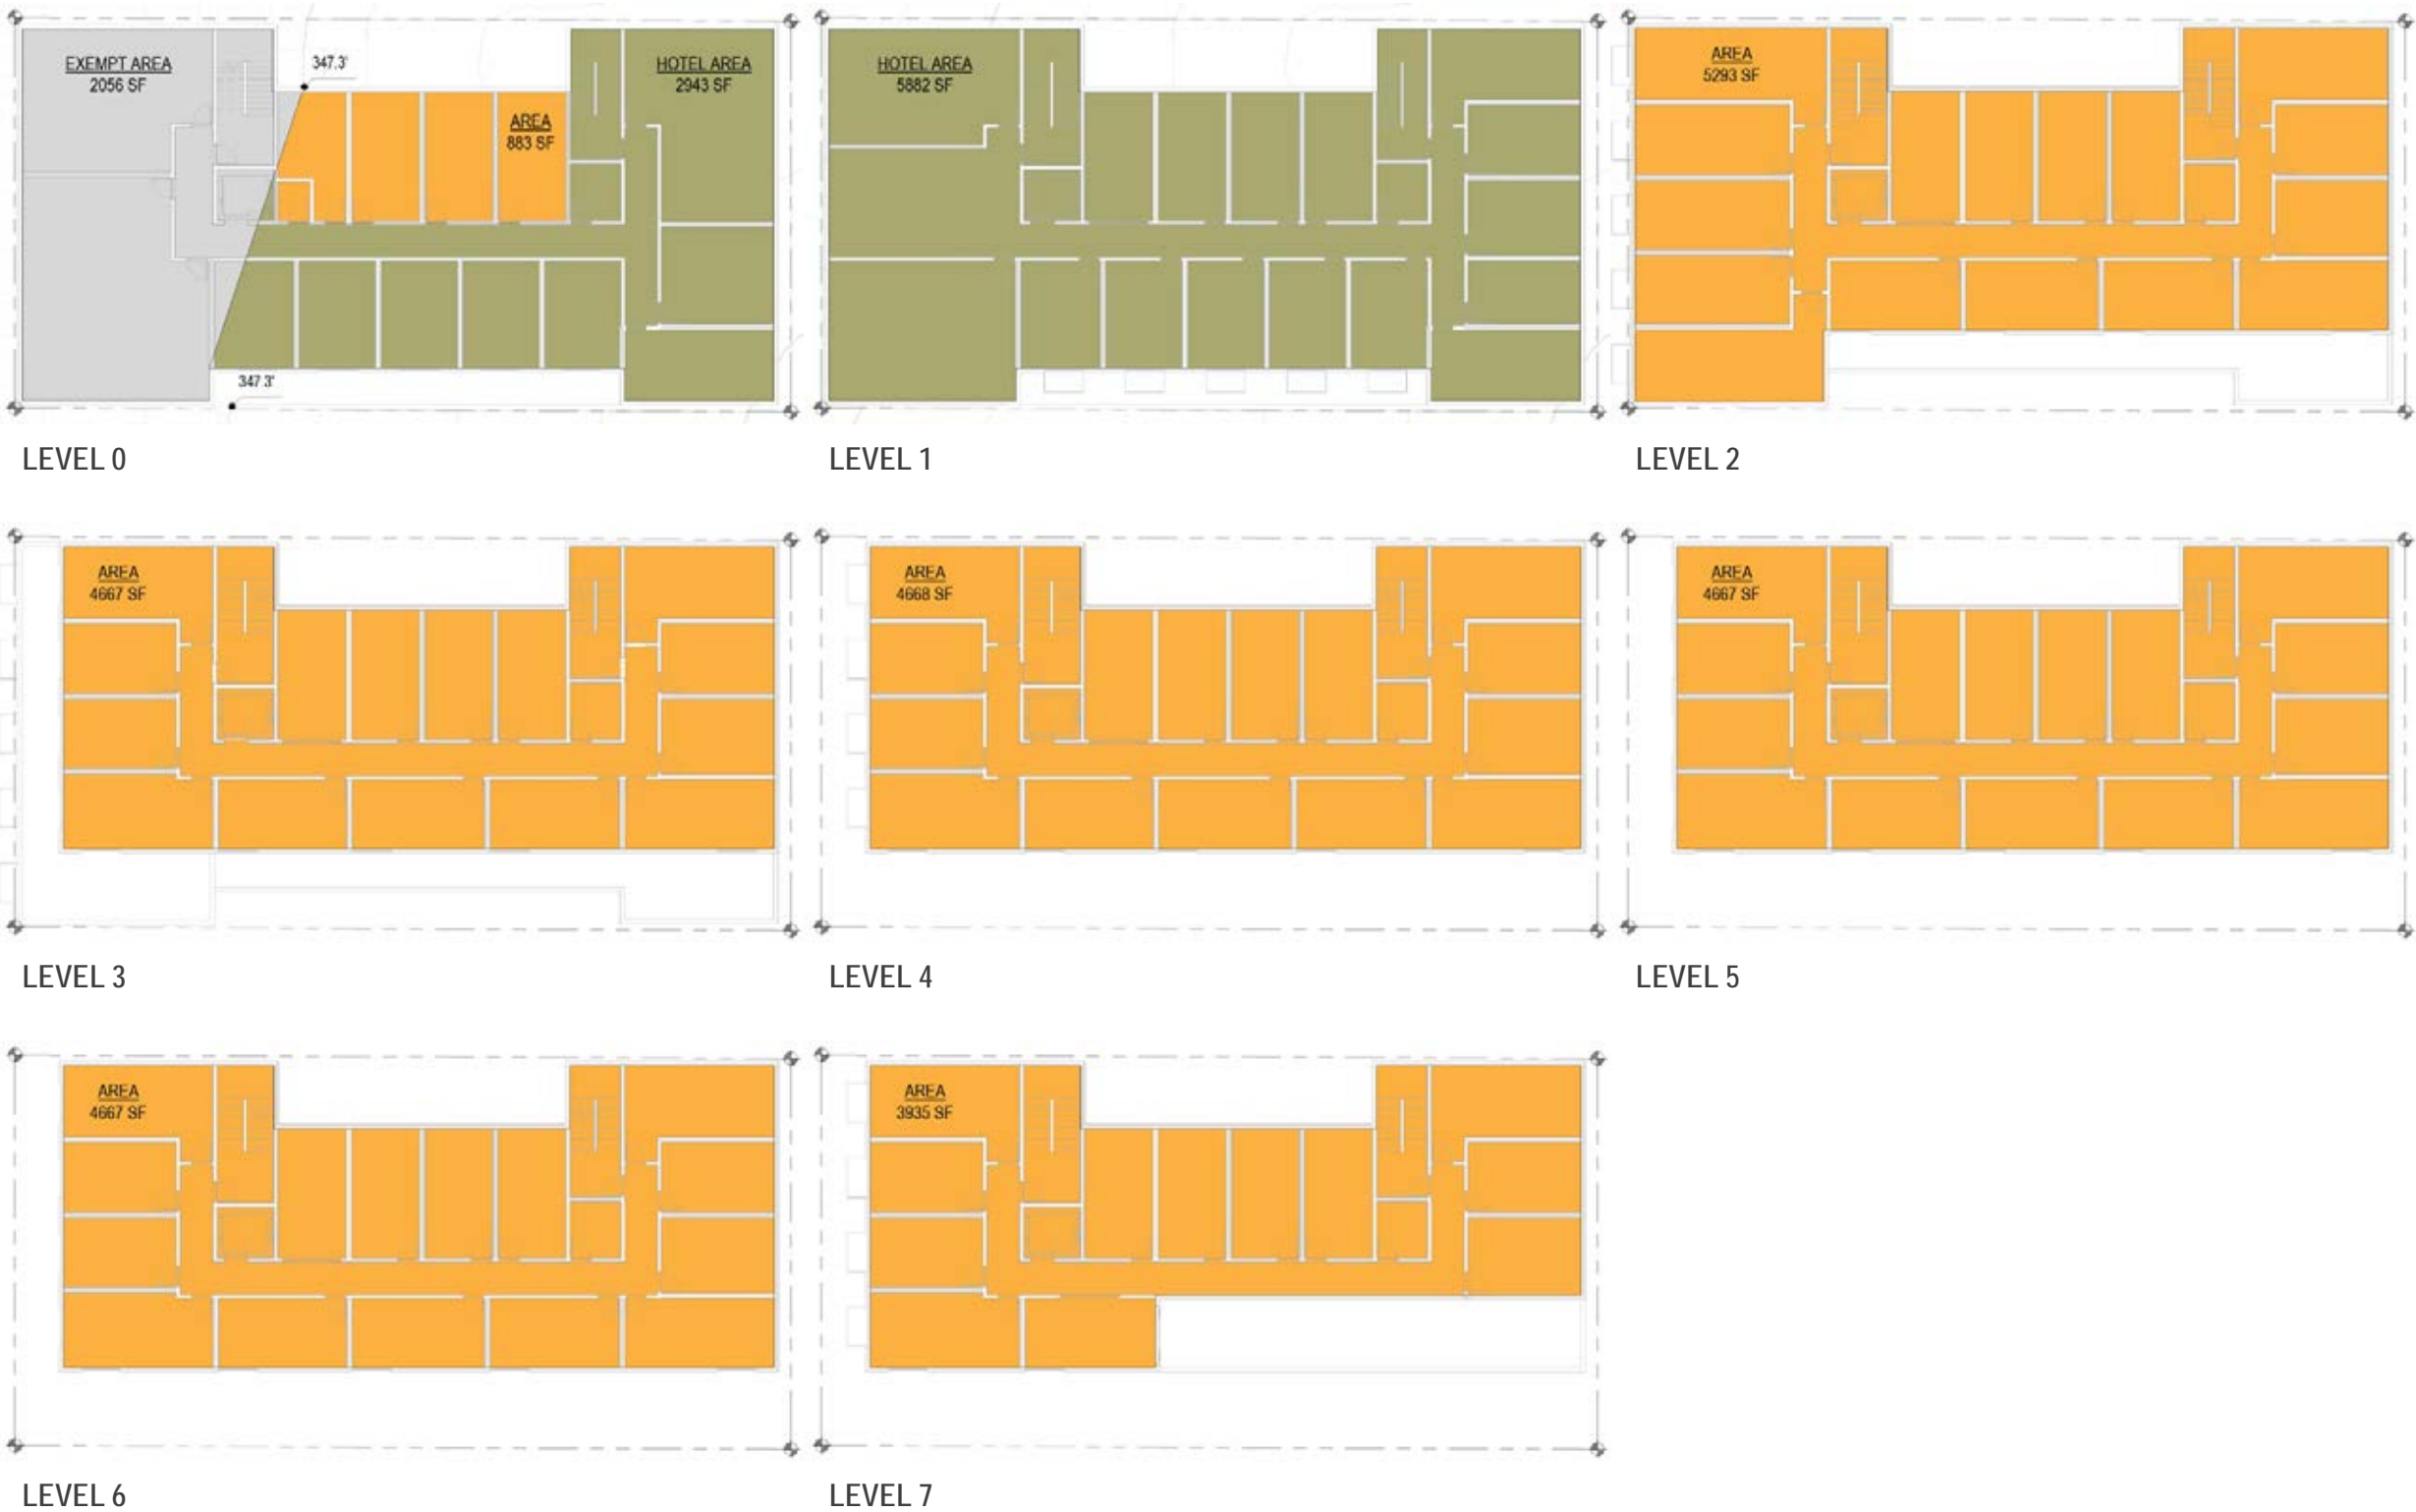 EXEMPT AREA
2056 SF
347.3'
AREA
883 SF
HOTEL AREA
2943 SF
347.3'
LEVEL 0
HOTEL AREA
5882 SF
LEVEL 1
AREA
5293 SF
LEVEL 2
AREA
4667 SF
LEVEL 3
AREA
4668 SF
LEVEL 4
AREA
4667 SF
LEVEL 5
AREA
4667 SF
LEVEL 6
AREA
3935 SF
LEVEL 7